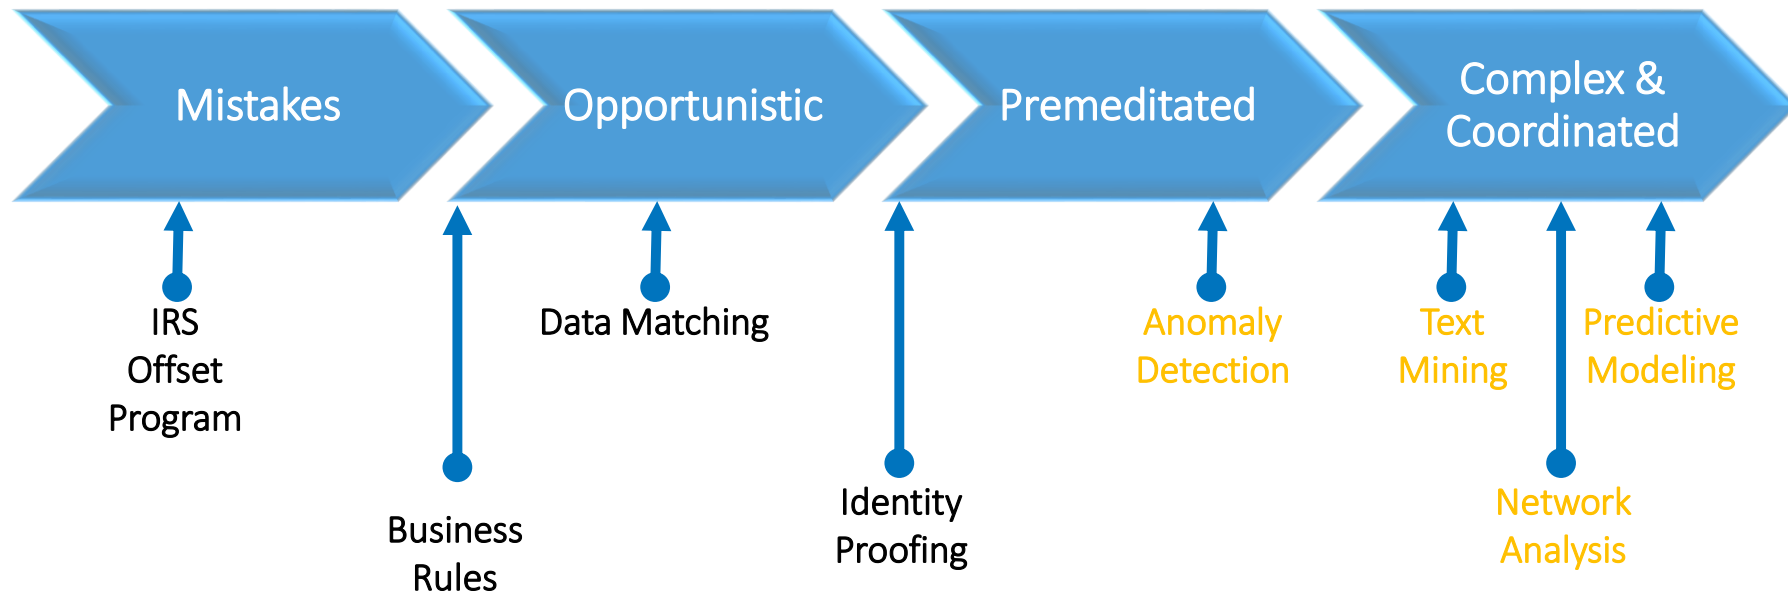 Mistakes
Opportunistic
Premeditated
Complex &
Coordinated
IRS
Offset
Program
Business
Rules
Data Matching
Identity
Proofing
Anomaly
Detection
Text
Mining
Network
Analysis
Predictive
Modeling